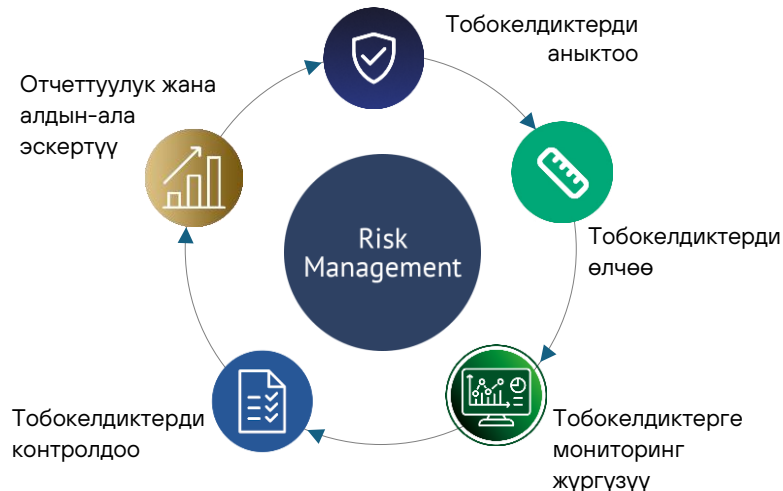 Тобокелдиктерди
аныктоо
Тобокелдиктерди
өлчөө
Тобокелдиктерге
мониторинг
жүргүзүү
Тобокелдиктерди
контролдоо
Отчеттуулук жана
алдын-ала
эскертүү
Risk
Management